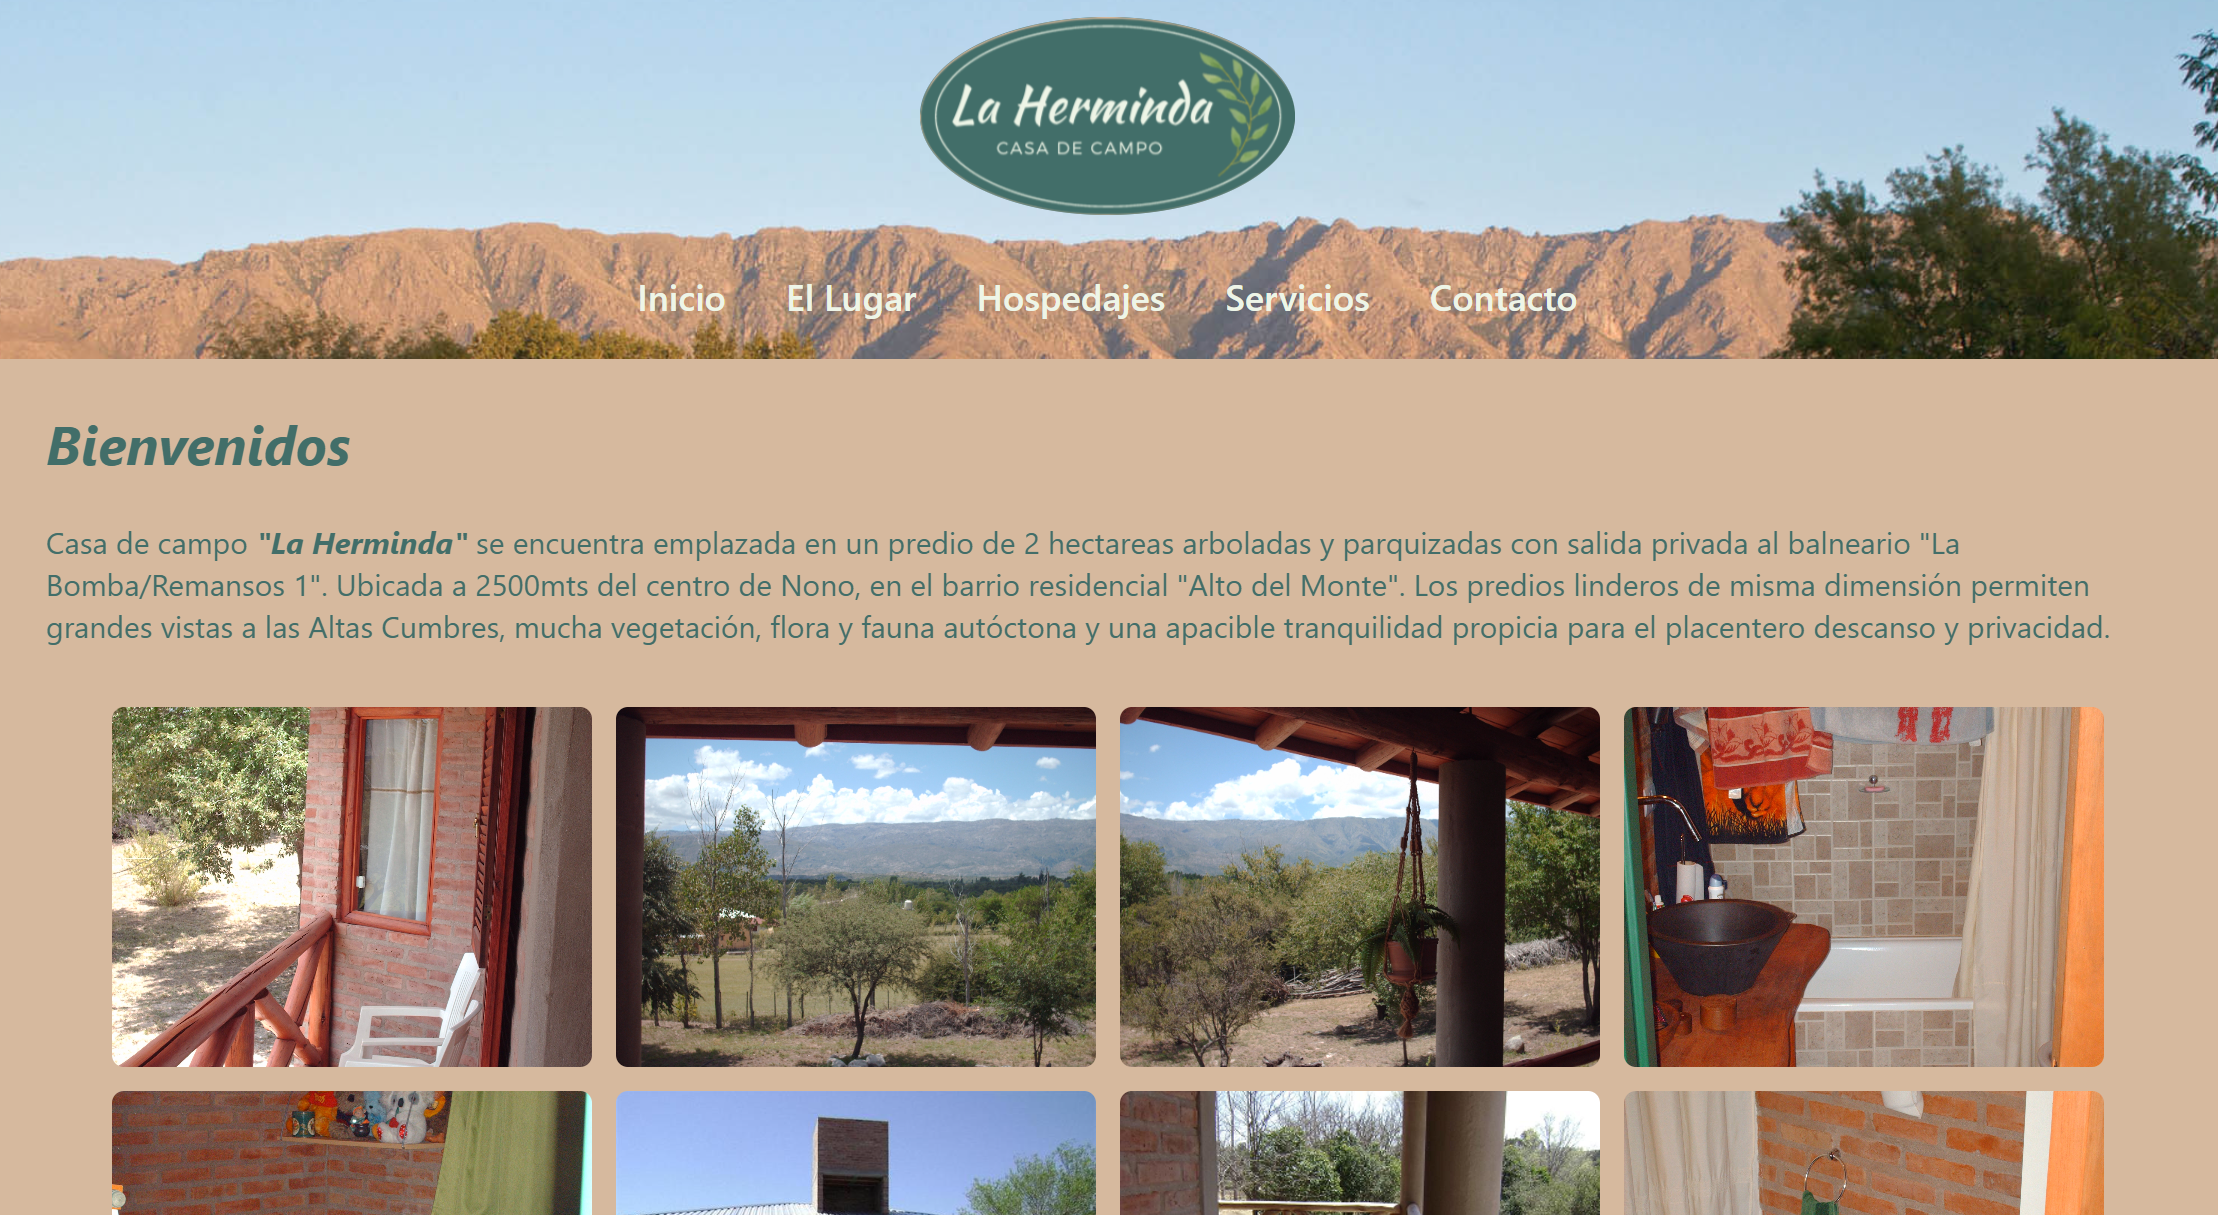 La Herminda
CASA DE CAMPO
Inicio El Lugar Hospedajes Servicios Contacto
Bienvenidos
Casa de campo "La Herminda" se encuentra emplazada en un predio de 2 hectareas arboladas y parquizadas con salida privada al balneario "La
Bomba/Remansos 1". Ubicada a 2500mts del centro de Nono, en el barrio residencial "Alto del Monte". Los predios linderos de misma dimensión permiten
grandes vistas a las Altas Cumbres, mucha vegetación, flora y fauna autóctona y una apacible tranquilidad propicia para el placentero descanso y privacidad.